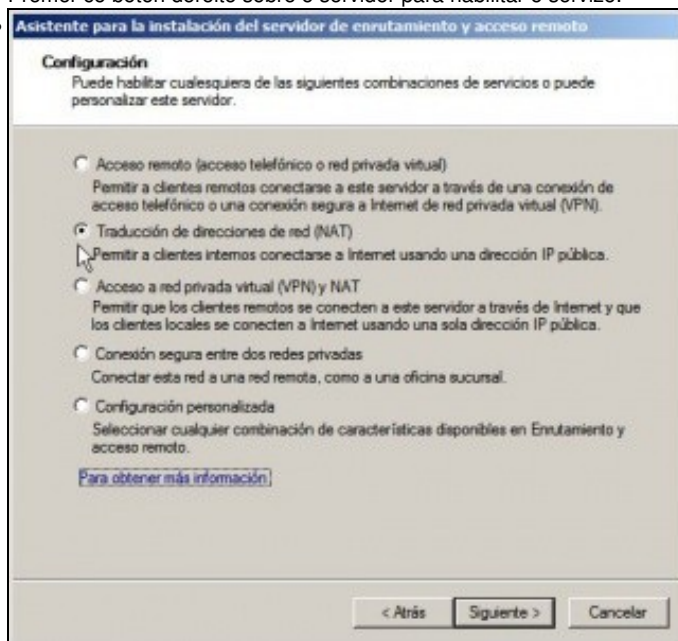 Premer co botón dereito sobre o servidor para habilitar o servizo.
Asistente para la instalación del servidor de enrutamiento y acceso remoto
Configuración
Puede habilitar cualesquiera de las siguientes combinaciones de servicios o puede
personalizar este servidor.
Acceso remoto (acceso telefónico o red privada virtual)
Permitir a clientes remotos conectarse a este servidor a través de una conexión de
acceso telefónico o una conexión segura a Internet de red privada virtual (VPN).
Traducción de direcciones de red (NAT)
Permitir a clientes internos conectarse a Internet usando una dirección IP pública.
Acceso a red privada virtual (VPN) y NAT
Permitir que los clientes remotos se conecten a este servidor a través de Internet y que
los clientes locales se conecten a Internet usando una sola dirección IP pública.
Conexión segura entre dos redes privadas
Conectar esta red a una red remota, como a una oficina sucursal.
Configuración personalizada
Seleccionar cualquier combinación de características disponibles en Enrutamiento y
acceso remoto.
Para obtener más información
< Atrás Siguiente > Cancelar